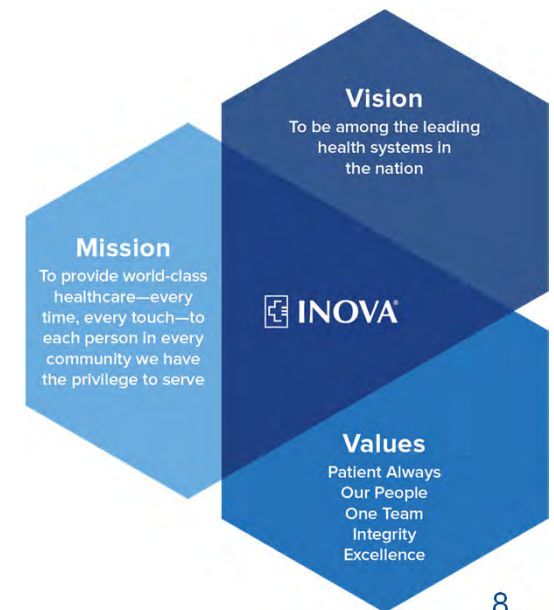 Vision
To be among the leading
health systems in
the nation
Mission
To provide world-class
healthcare—every
time, every touch—to
each person in every
community we have
the privilege to serve
INOVA®
Values
Patient Always
Our People
One Team
Integrity
Excellence
8